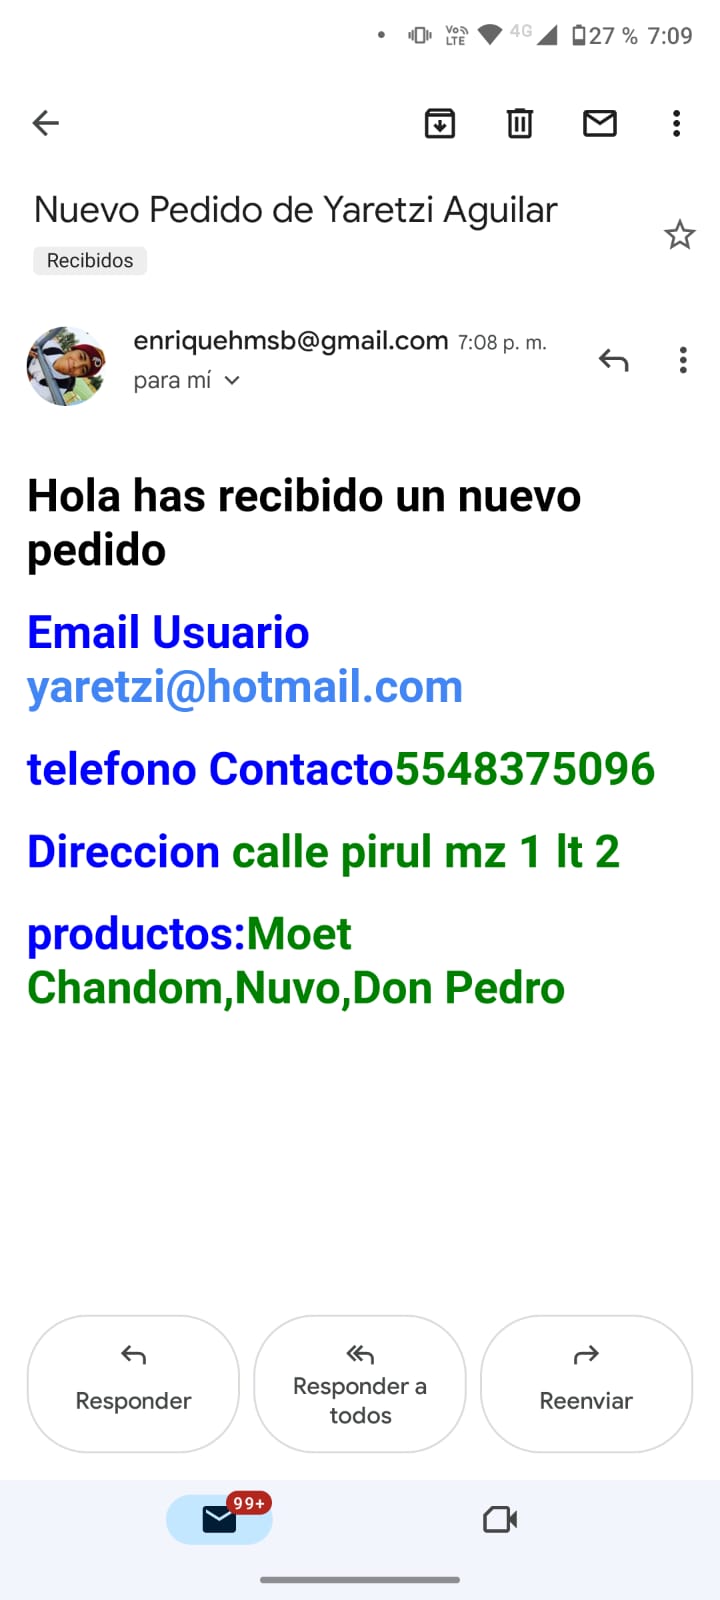 Vo)) LTE 4G 27 % 7:09
Nuevo Pedido de Yaretzi Aguilar
Recibidos
enriquehmsb@gmail.com 7:08 p. m.
para mí
Hola has recibido un nuevo
pedido
Email Usuario
yaretzi@hotmail.com
telefono Contacto5548375096
Direccion calle pirul mz 1 lt 2
productos:Moet
Chandom,Nuvo,Don Pedro
Responder
Responder a
todos
Reenviar
99+